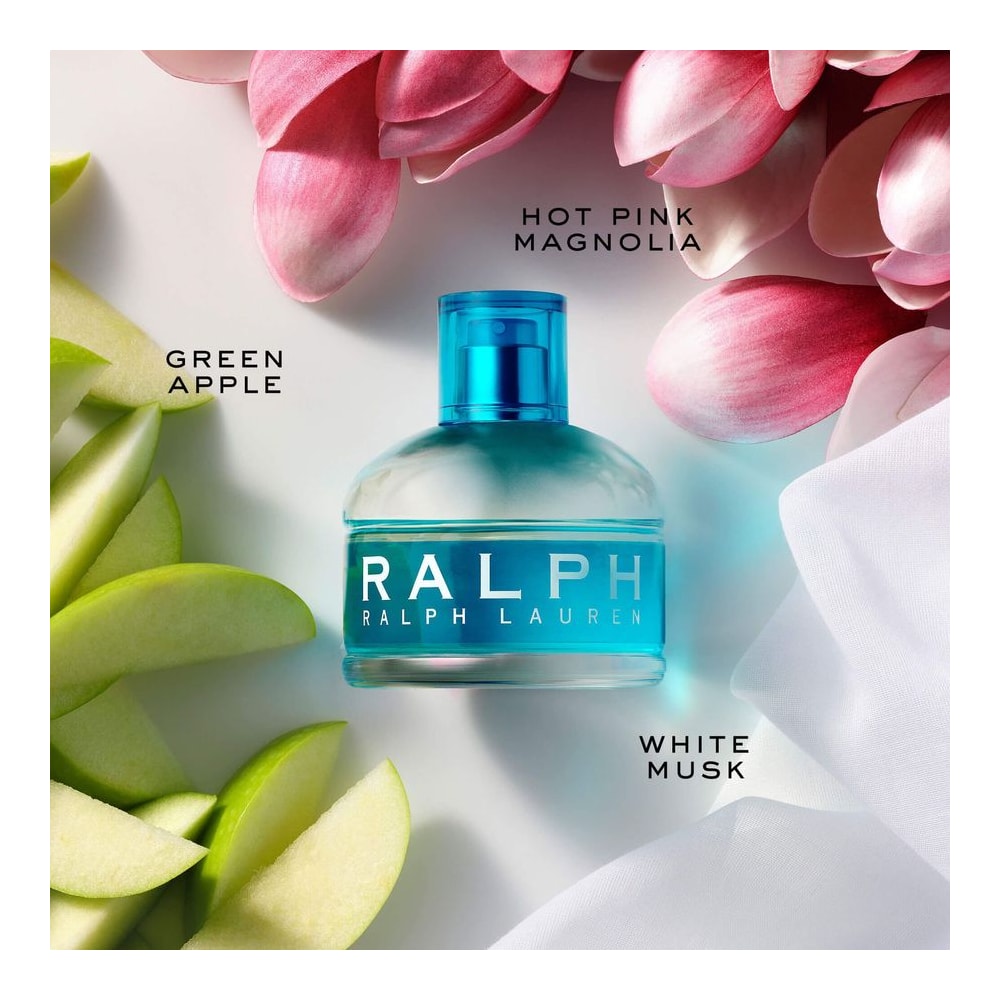 HOT PINK
MAGNOLIA
GREEN
APPLE
RALPH
RALPH LAUREN
WHITE
MUSK